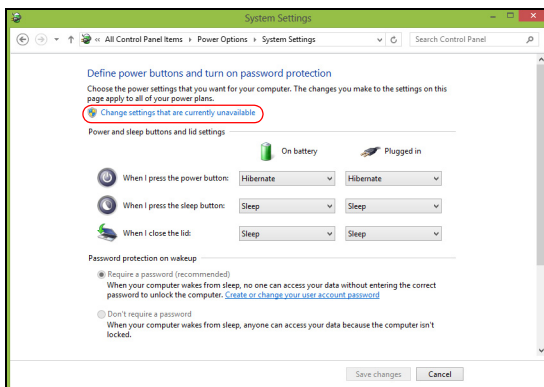 System Settings
« All Control Panel Items Power Options System Settings
Search Control Panel
Define power buttons and turn on password protection
Choose the power settings that you want for your computer. The changes you make to the settings on this
page apply to all of your power plans.
Change settings that are currently unavailable
Power and sleep buttons and lid settings
On battery Plugged in
When I press the power button: Hibernate Hibernate
When I press the sleep button: Sleep Sleep
When I close the lid: Sleep Sleep
Password protection on wakeup
Require a password (recommended)
When your computer wakes from sleep, no one can access your data without entering the correct
password to unlock the computer. Create or change your user account password
Don't require a password
When your computer wakes from sleep, anyone can access your data because the computer isn't
locked.
Save changes Cancel